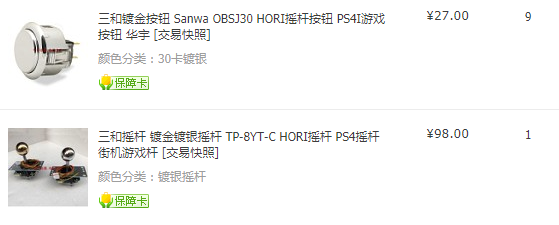 三和镀金按钮 Sanwa OBSJ30 HORI摇杆按钮 PS4I游戏
按钮 华宇 [交易快照]
¥27.00
9
颜色分类：30卡镀银
保障卡
三和摇杆 镀金镀银摇杆 TP-8YT-C HORI摇杆 PS4摇杆
街机游戏杆 [交易快照]
¥98.00
1
颜色分类：镀银摇杆
保障卡